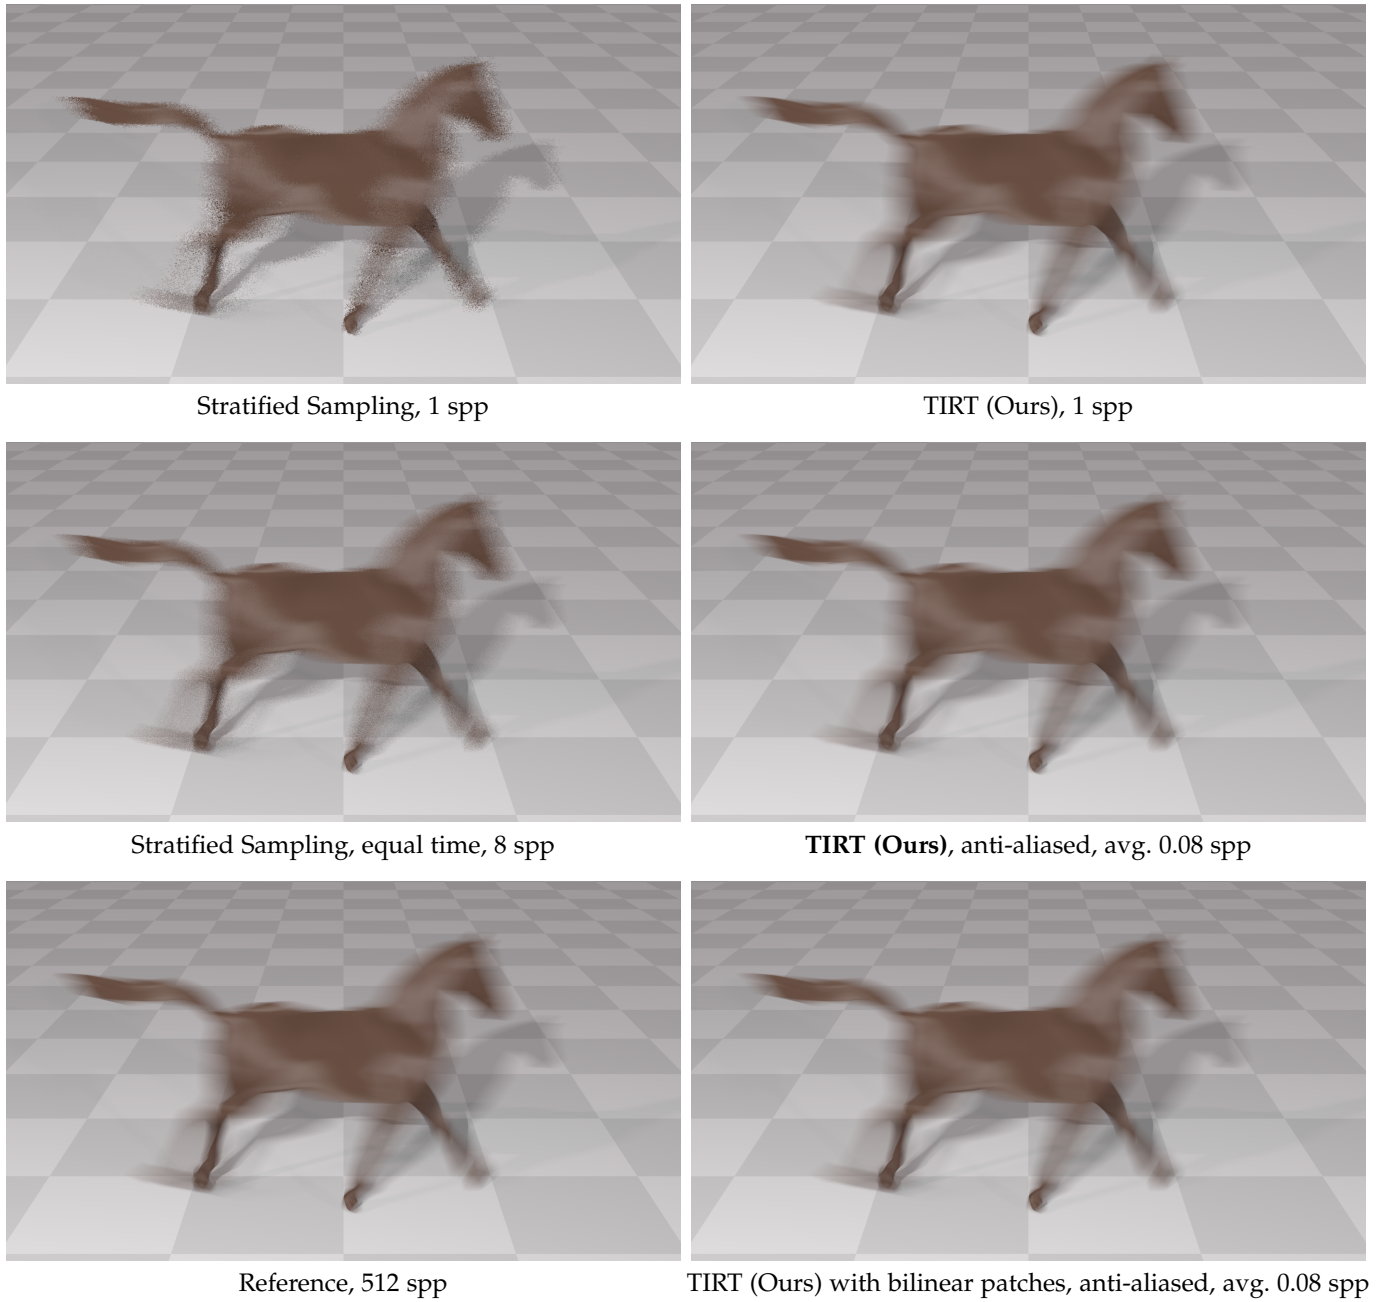 Stratified Sampling, 1 spp
TIRT (Ours), 1 spp
Stratified Sampling, equal time, 8 spp
TIRT (Ours), anti-aliased, avg. 0.08 spp
Reference, 512 spp
TIRT (Ours) with bilinear patches, anti-aliased, avg. 0.08 spp